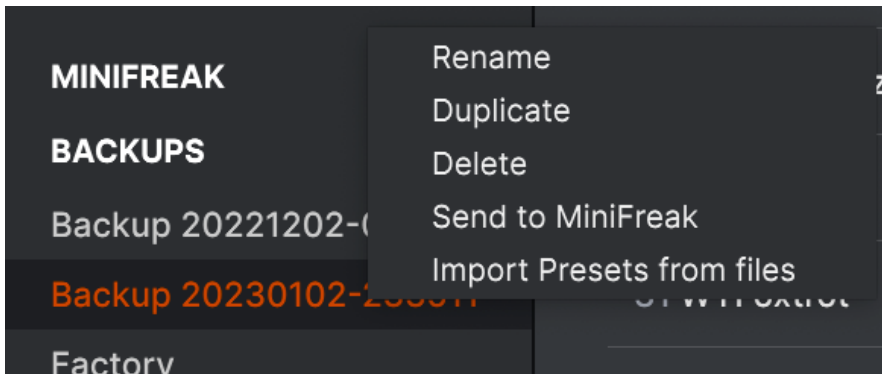 MINIFREAK
BACKUPS
Backup 20221202-
Backup 20230102-
Factory
Rename
Duplicate
Delete
Send to MiniFreak
Import Presets from files